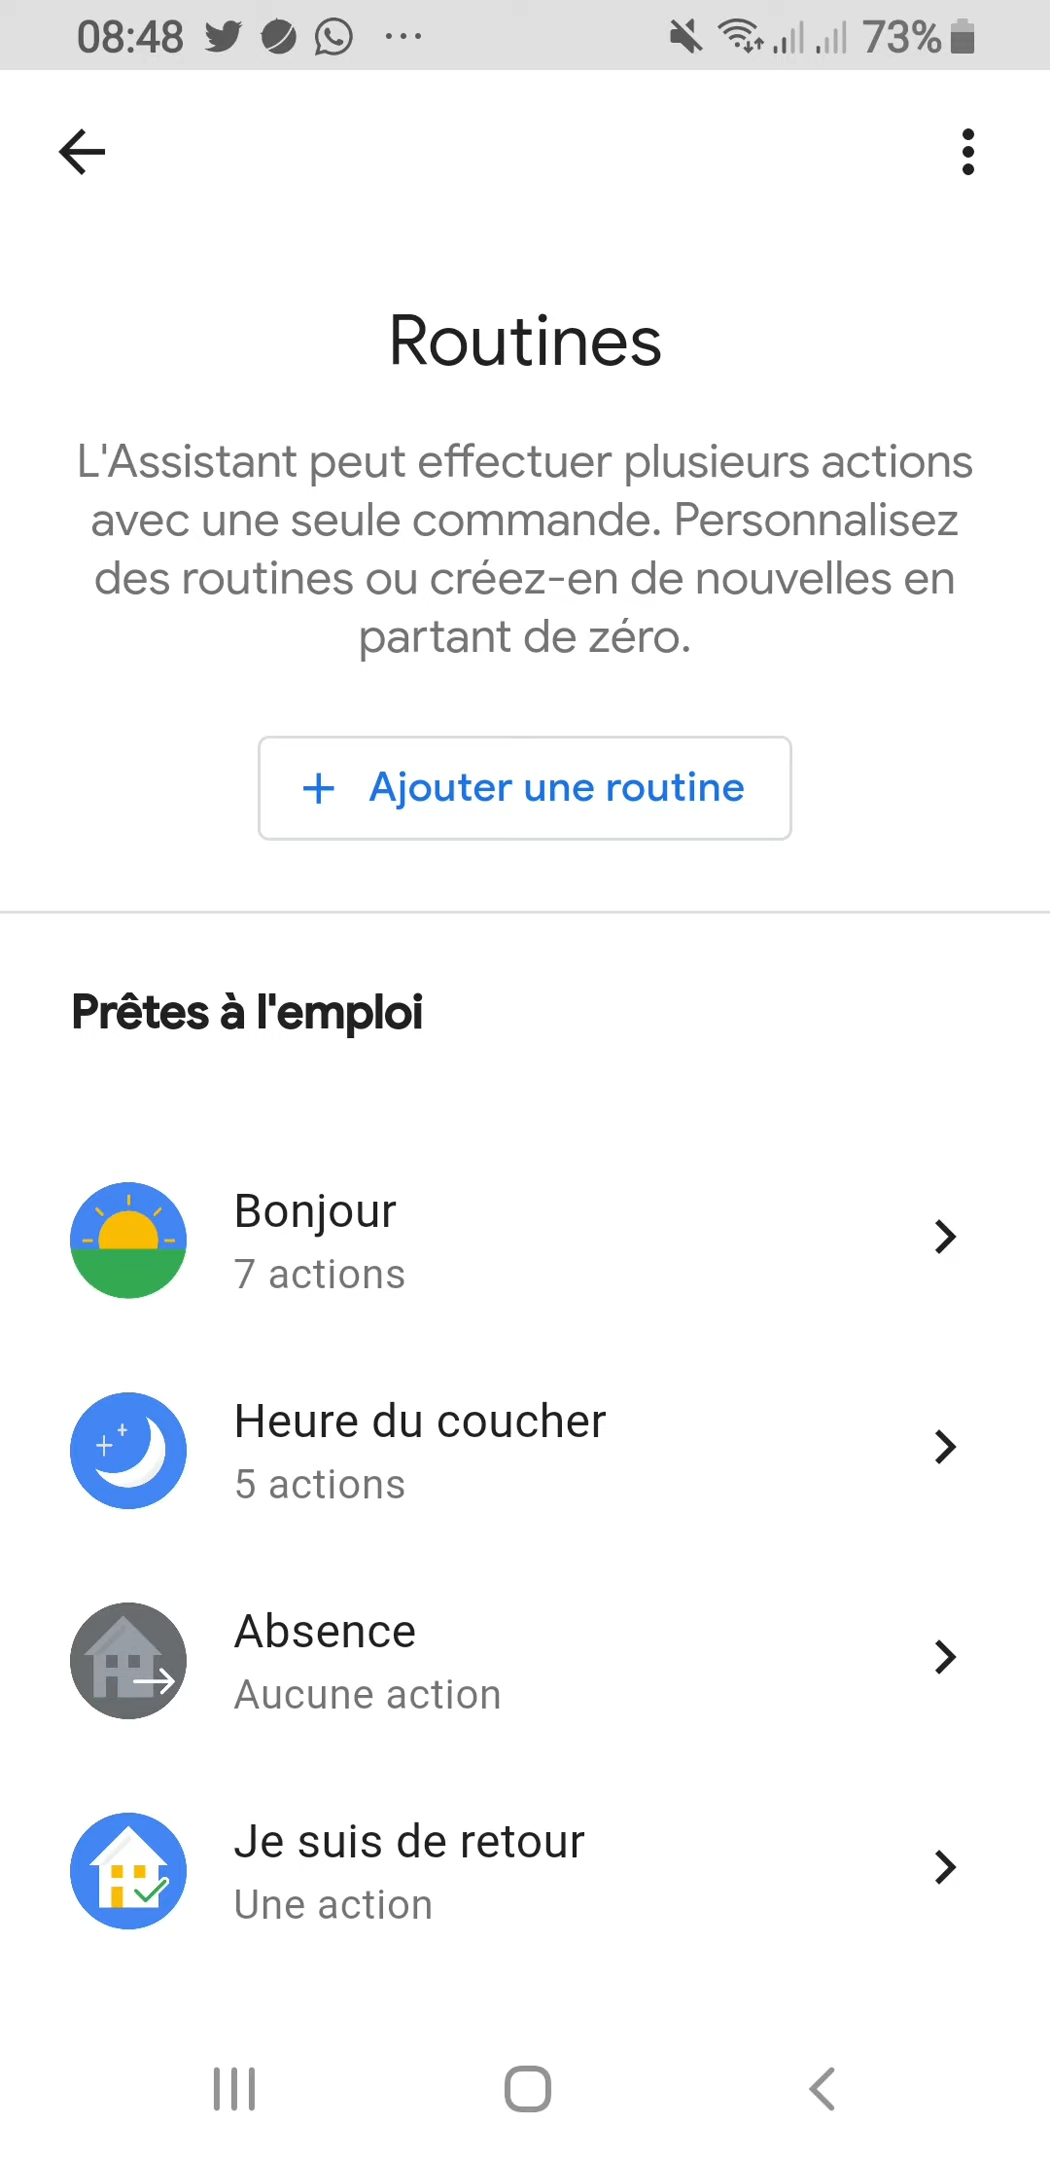 08:48
73%
Routines
L'Assistant peut effectuer plusieurs actions
avec une seule commande. Personnalisez
des routines ou créez-en de nouvelles en
partant de zéro.
+ Ajouter une routine
Prêtes à l'emploi
Bonjour
7 actions
Heure du coucher
5 actions
Absence
Aucune action
Je suis de retour
Une action